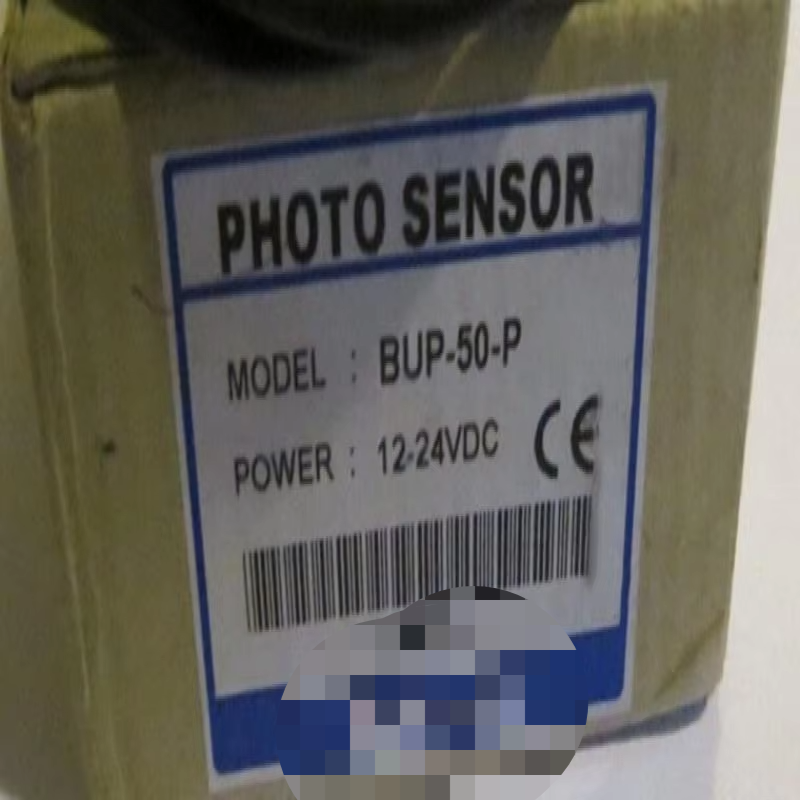 PHOTO SENSOR
MODEL : BUP-50-P
POWER : 12-24VDC CE